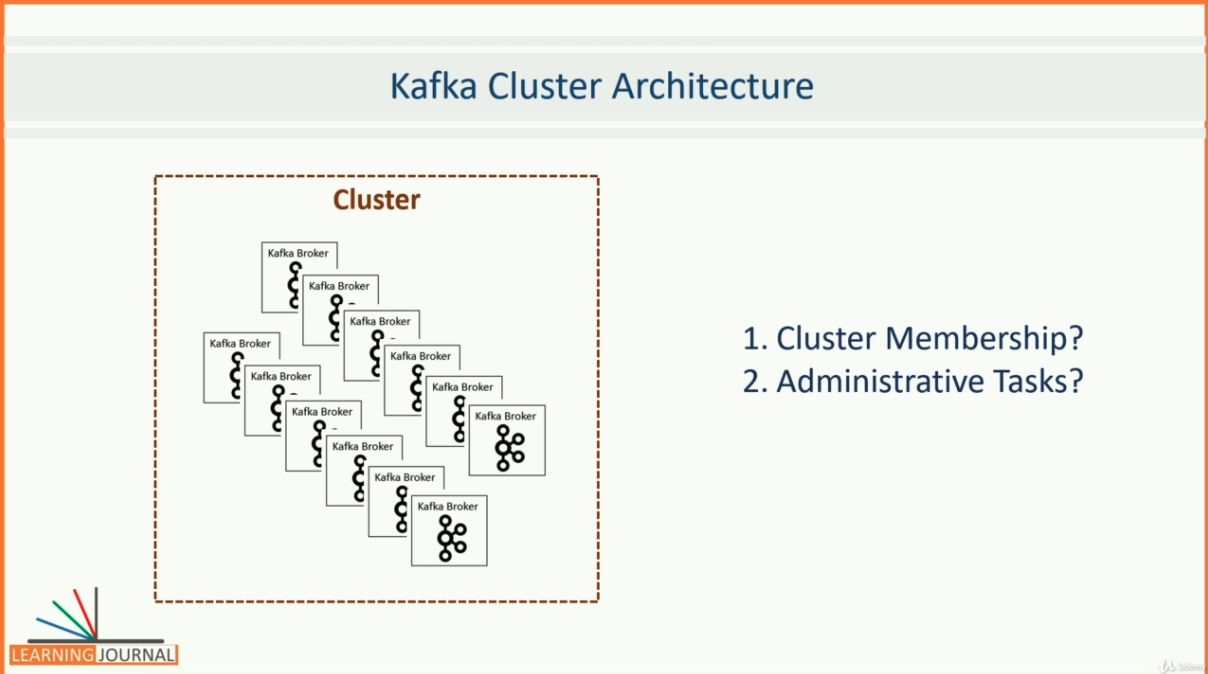 Kafka Cluster Architecture
Cluster
Kafka Broker
Kafka Broker
Kafka Broker
Kafka Broker
Kafka Broker
Kafka Broker
Kafka Broker
Kafka Broker
Kafka Broker
Kafka Broker
Kafka Broker
Kafka Broker
1. Cluster Membership?
2. Administrative Tasks?
LEARNING JOURNAL
Udemy